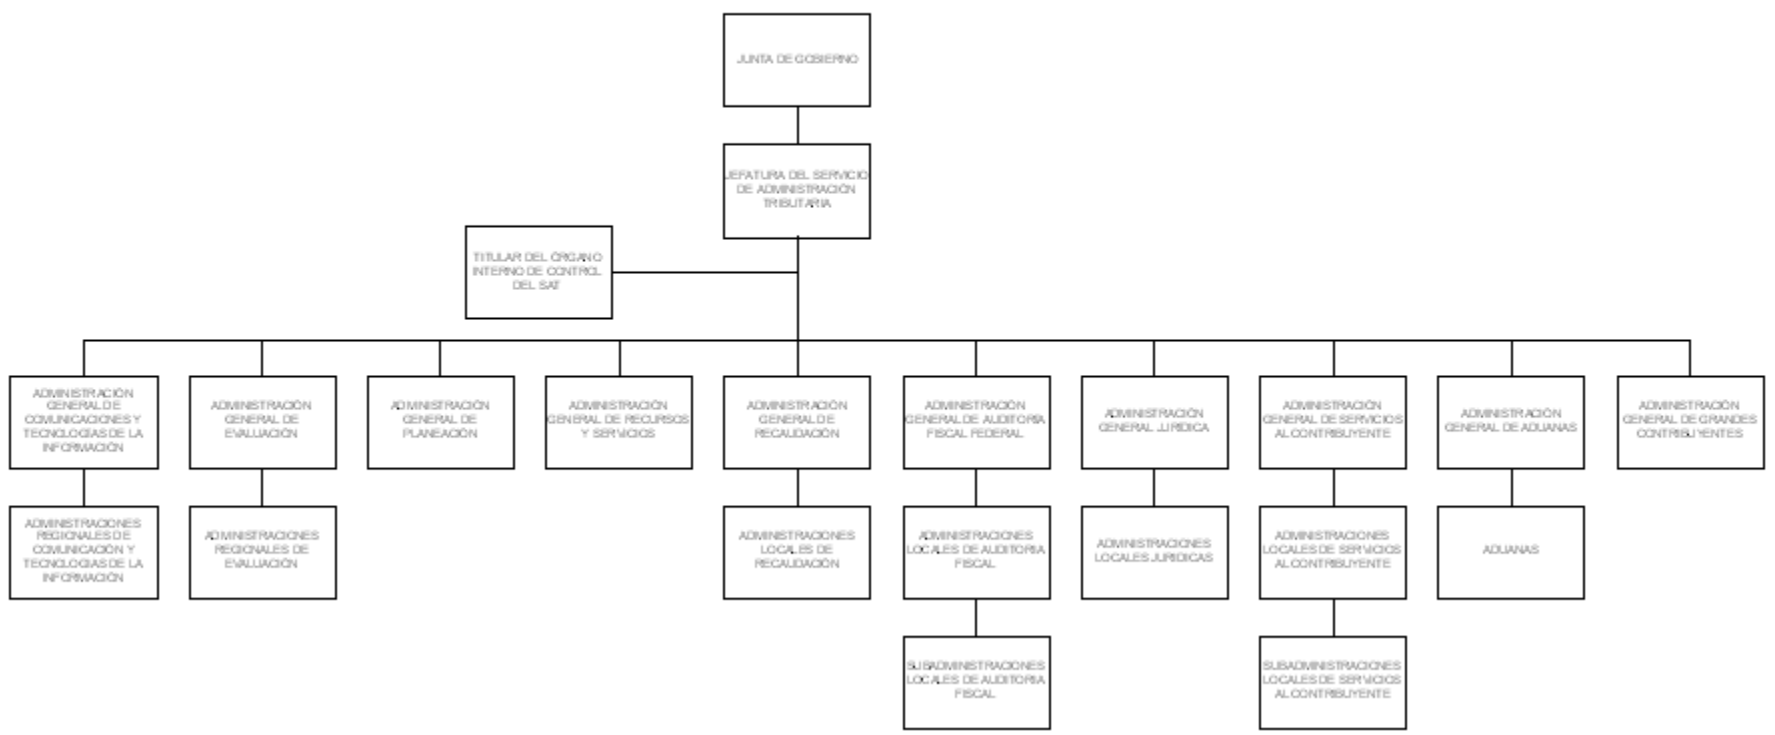 JUNTA DE GOBIERNO
JEFATURA DEL SERVICIO
DE ADMINISTRACIÓN
TRIBUTARIA
TITULAR DEL ÓRGANO
INTERNO DE CONTROL
DEL SAT
ADMINISTRACIÓN
GENERAL DE
COMUNICACIONES Y
TECNOLOGÍAS DE LA
INFORMACIÓN
ADMINISTRACIÓN
GENERAL DE
EVALUACIÓN
ADMINISTRACIÓN
GENERAL DE
PLANEACIÓN
ADMINISTRACIÓN
GENERAL DE RECURSOS
Y SERVICIOS
ADMINISTRACIÓN
GENERAL DE
RECAUDACIÓN
ADMINISTRACIÓN
GENERAL DE AUDITORÍA
FISCAL FEDERAL
ADMINISTRACIÓN
GENERAL JURÍDICA
ADMINISTRACIÓN
GENERAL DE SERVICIOS
AL CONTRIBUYENTE
ADMINISTRACIÓN
GENERAL DE ADUANAS
ADMINISTRACIÓN
GENERAL DE GRANDES
CONTRIBUYENTES
ADMINISTRACIONES
REGIONALES DE
COMUNICACIÓN Y
TECNOLOGÍAS DE LA
INFORMACIÓN
ADMINISTRACIONES
REGIONALES DE
EVALUACIÓN
ADMINISTRACIONES
LOCALES DE
RECAUDACIÓN
ADMINISTRACIONES
LOCALES DE AUDITORÍA
FISCAL
ADMINISTRACIONES
LOCALES JURÍDICAS
ADMINISTRACIONES
LOCALES DE SERVICIOS
AL CONTRIBUYENTE
ADUANAS
SUBADMINISTRACIONES
LOCALES DE AUDITORÍA
FISCAL
SUBADMINISTRACIONES
LOCALES DE SERVICIOS
AL CONTRIBUYENTE